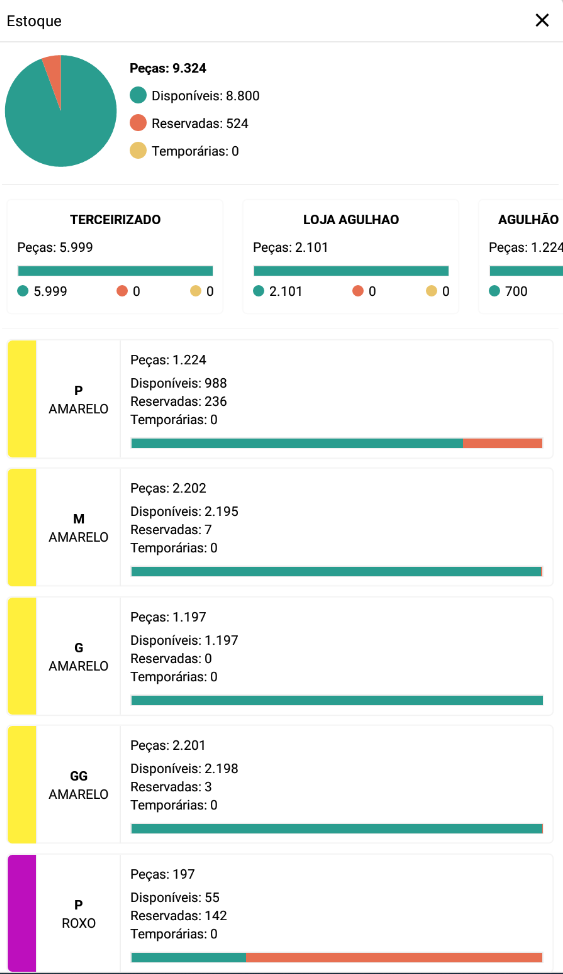 Estoque
Peças: 9.324
Disponíveis: 8.800
Reservadas: 524
Temporárias: 0
TERCEIRIZADO
Peças: 5.999
5.999 0 0
LOJA AGULHAO
Peças: 2.101
2.101 0 0
AGULHÃO
Peças: 1.224
700
P
AMARELO
Peças: 1.224
Disponíveis: 988
Reservadas: 236
Temporárias: 0
M
AMARELO
Peças: 2.202
Disponíveis: 2.195
Reservadas: 7
Temporárias: 0
G
AMARELO
Peças: 1.197
Disponíveis: 1.197
Reservadas: 0
Temporárias: 0
GG
AMARELO
Peças: 2.201
Disponíveis: 2.198
Reservadas: 3
Temporárias: 0
P
ROXO
Peças: 197
Disponíveis: 55
Reservadas: 142
Temporárias: 0